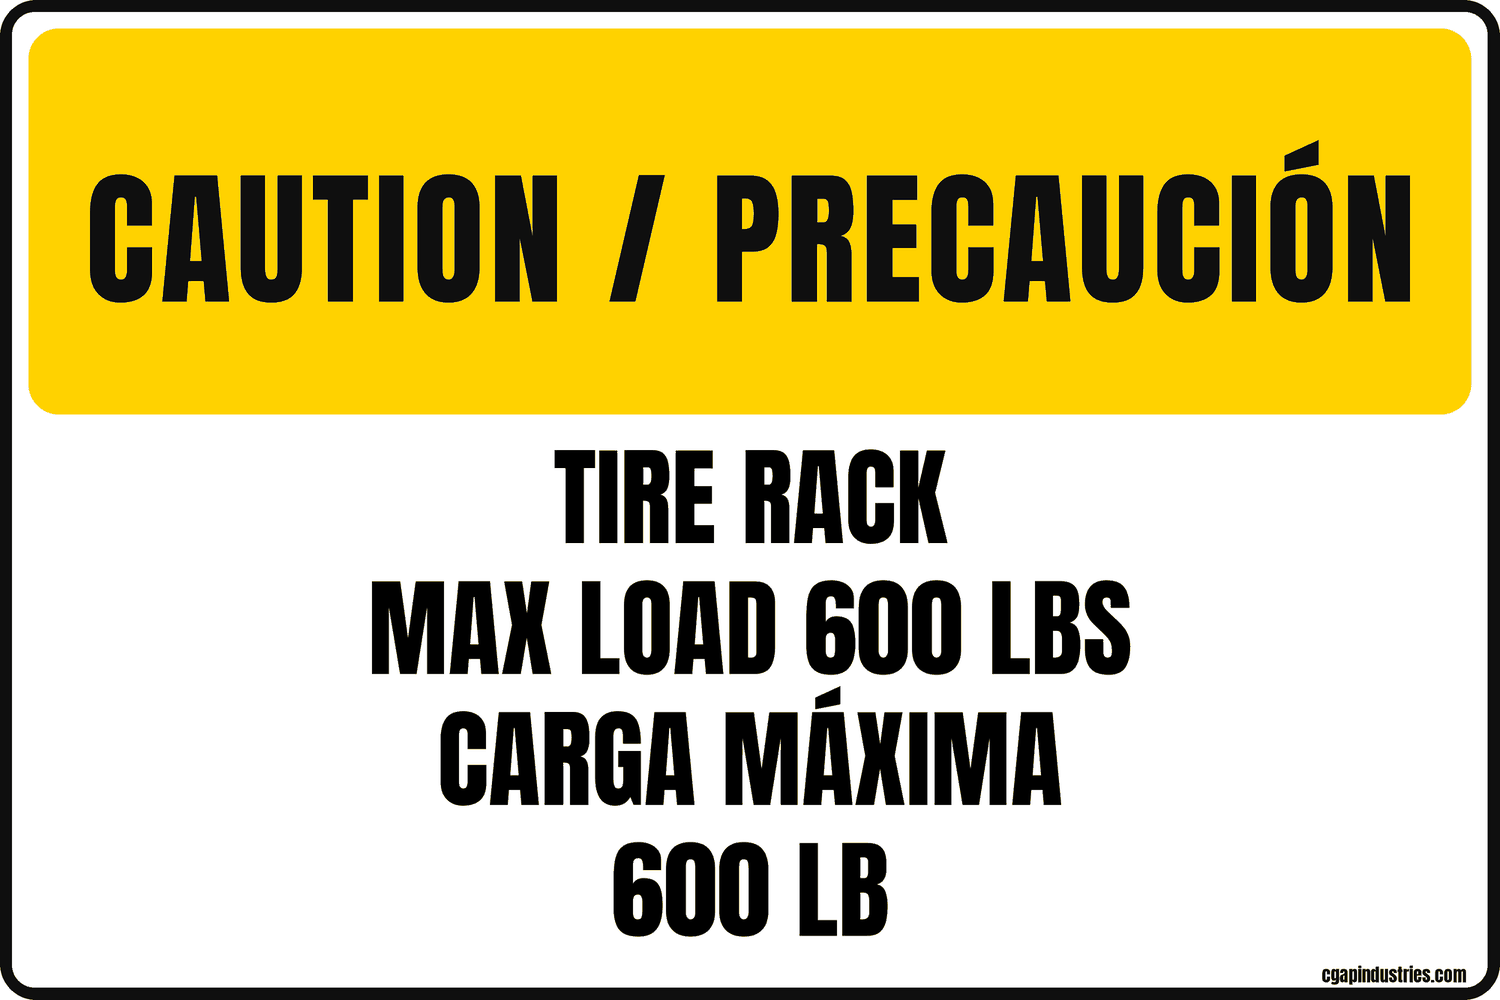 CAUTION / PRECAUCIÓN
TIRE RACK
MAX LOAD 600 LBS
CARGA MÁXIMA
600 LB
cgapindustries.com